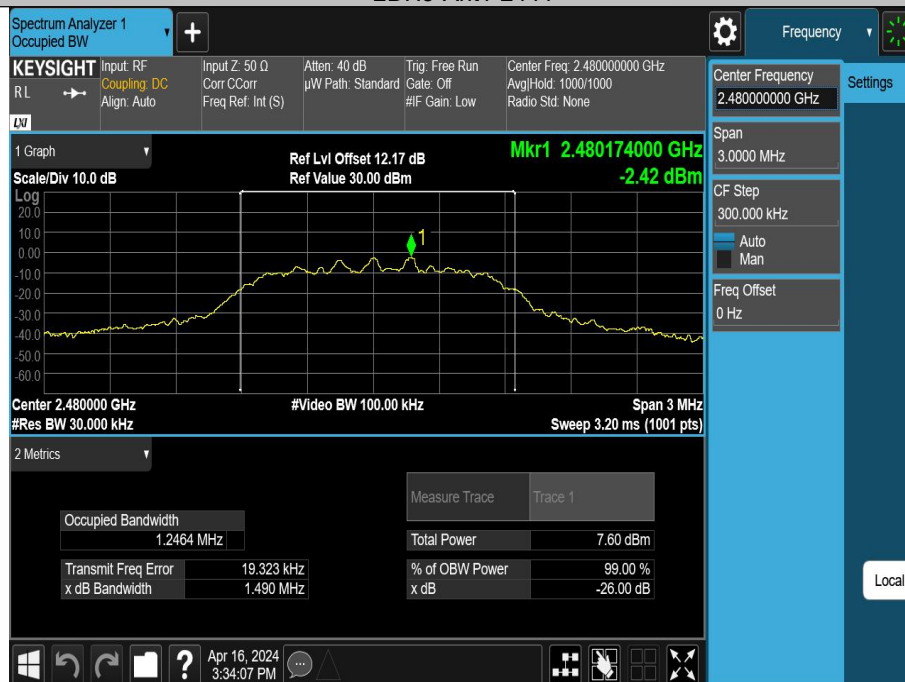 Spectrum Analyzer 1
Occupied BW
Frequency
KEYSIGHT
RL
LXI
Input: RF
Coupling: DC
Align: Auto
Input Z: 50 Ω
Corr CCorr
Freq Ref: Int (S)
Atten: 40 dB
µW Path: Standard
Trig: Free Run
Gate: Off
#IF Gain: Low
Center Freq: 2.480000000 GHz
Avg|Hold: 1000/1000
Radio Std: None
Center Frequency
2.480000000 GHz
Settings
Span
3.0000 MHz
CF Step
300.000 kHz
Auto
Man
Freq Offset
0 Hz
Local
1 Graph
Scale/Div 10.0 dB
Ref Lvl Offset 12.17 dB
Ref Value 30.00 dBm
Mkr1 2.480174000 GHz
-2.42 dBm
Log
20.0
10.0
0.00
-10.0
-20.0
-30.0
-40.0
-50.0
-60.0
1
Center 2.480000 GHz
#Res BW 30.000 kHz
#Video BW 100.00 kHz
Span 3 MHz
Sweep 3.20 ms (1001 pts)
2 Metrics
Measure Trace Trace 1
Occupied Bandwidth
1.2464 MHz
Total Power 7.60 dBm
Transmit Freq Error 19.323 kHz
% of OBW Power 99.00 %
x dB Bandwidth 1.490 MHz
x dB -26.00 dB
Apr 16, 2024
3:34:07 PM